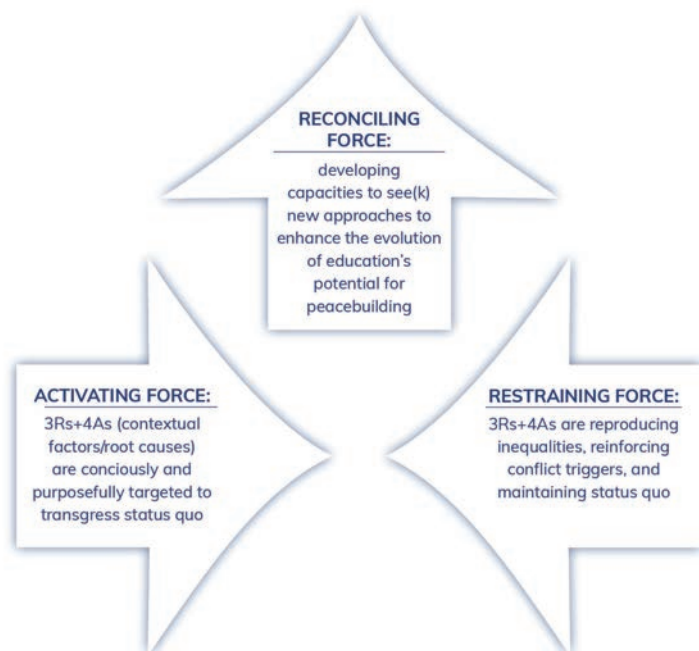 RECONCILING
FORCE:
developing
capacities to see(k)
new approaches to
enhance the evolution
of education's
potential for
peacebuilding
ACTIVATING FORCE:
3Rs+4As (contextual
factors/root causes)
are conciously and
purposefully targeted to
transgress status quo
RESTRAINING FORCE:
3Rs+4As are reproducing
inequalities, reinforcing
conflict triggers, and
maintaining status quo